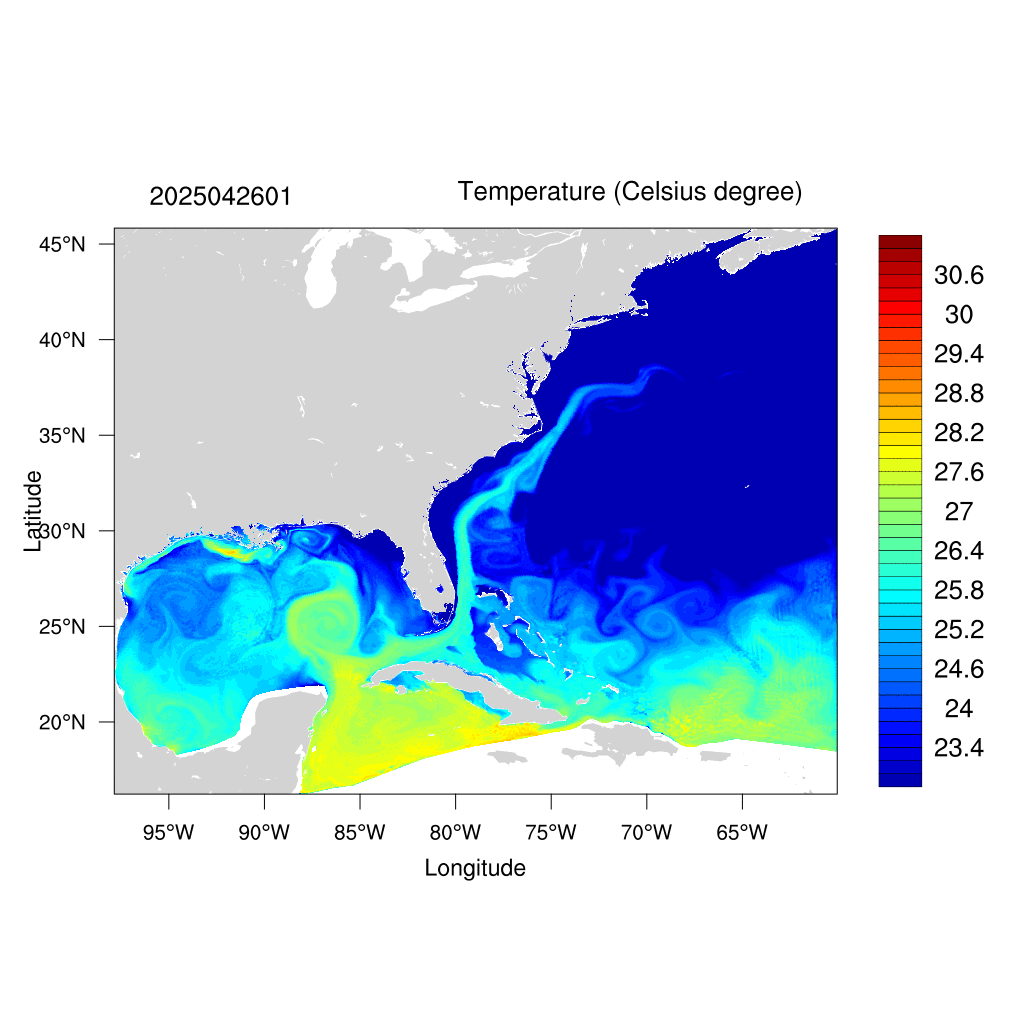 2025042601
Temperature (Celsius degree)
45°N
40°N
35°N
30°N
25°N
20°N
Latitude
95°W
90°W
85°W
80°W
75°W
70°W
65°W
Longitude
30.6
30
29.4
28.8
28.2
27.6
27
26.4
25.8
25.2
24.6
24
23.4